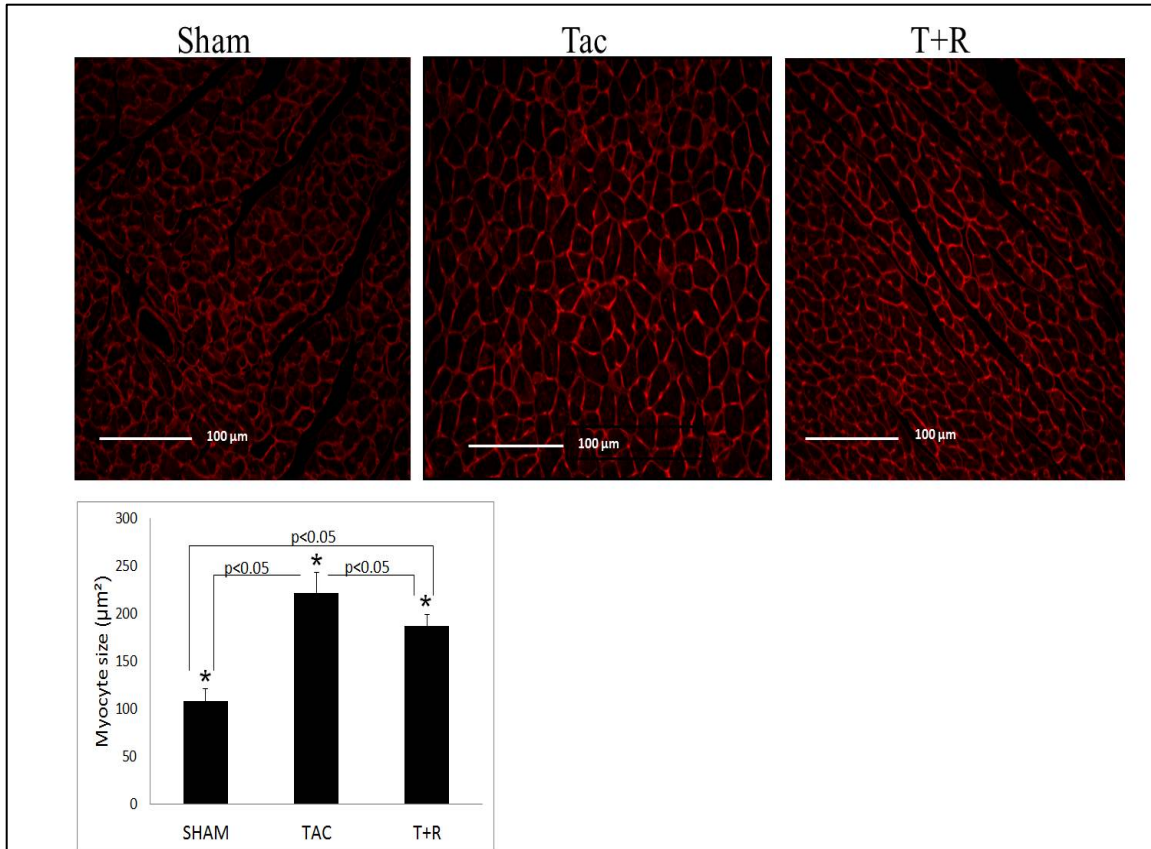 Sham Tac T+R
100 µm 100 µm 100 µm
300
p<0.05
250
*
p<0.05 p<0.05
200
*
Myocyte size (µm²)
150
*
100
50
0
SHAM TAC T+R